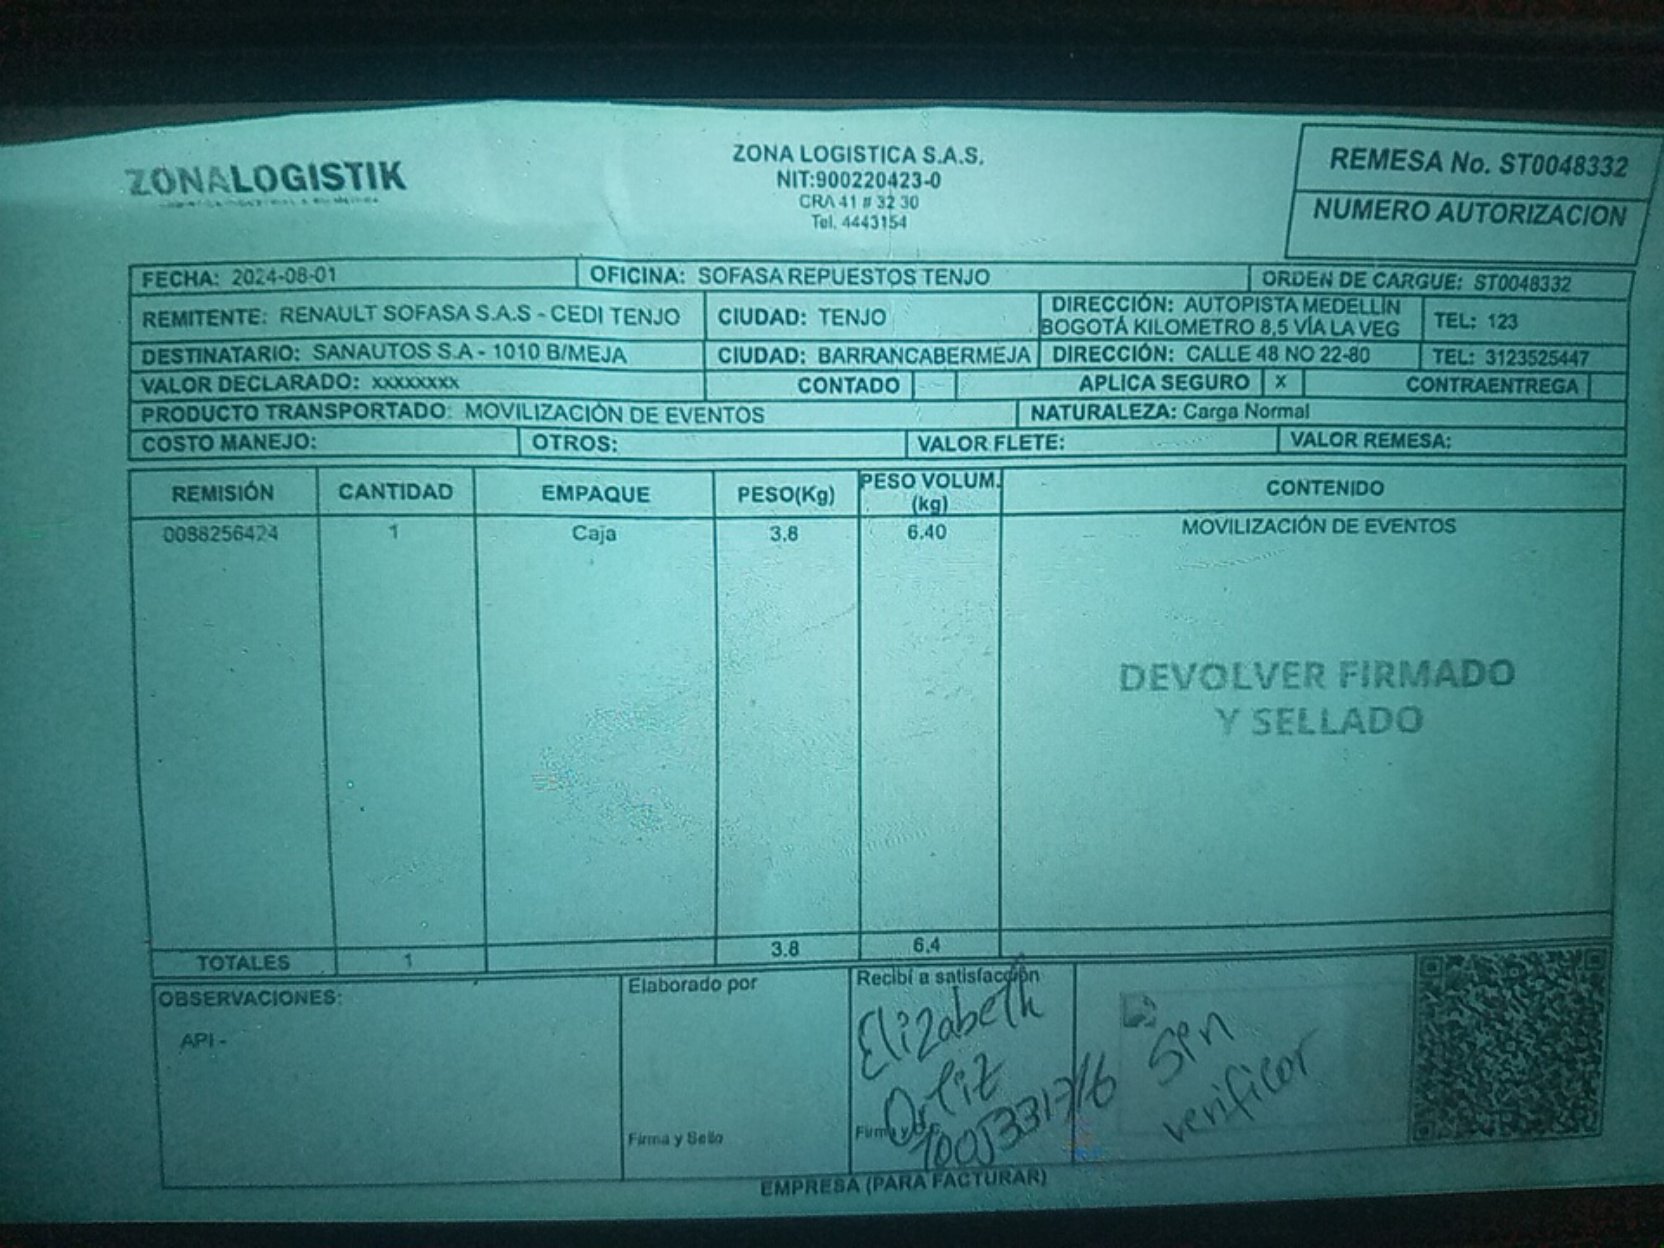 ZONALOGISTIK
ZONA LOGISTICA S.A.S.
NIT:900220423-0
CRA 41 # 32 30
Tel. 4443154
REMESA No. ST0048332
NUMERO AUTORIZACION
FECHA: 2024-08-01 OFICINA: SOFASA REPUESTOS TENJO ORDEN DE CARGUE: ST0048332
REMITENTE: RENAULT SOFASA S.A.S - CEDI TENJO CIUDAD: TENJO DIRECCIÓN: AUTOPISTA MEDELLIN BOGOTÁ KILOMETRO 8,5 VÍA LA VEG TEL: 123
DESTINATARIO: SANAUTOS S.A - 1010 B/MEJA CIUDAD: BARRANCABERMEJA DIRECCIÓN: CALLE 48 NO 22-80 TEL: 3123525447
VALOR DECLARADO: xxxxxxxx CONTADO APLICA SEGURO X CONTRAENTREGA
PRODUCTO TRANSPORTADO: MOVILIZACIÓN DE EVENTOS NATURALEZA: Carga Normal
COSTO MANEJO: OTROS: VALOR FLETE: VALOR REMESA:
REMISIÓN CANTIDAD EMPAQUE PESO(Kg) PESO VOLUM. (kg) CONTENIDO
0088256424 1 Caja 3.8 6.40 MOVILIZACIÓN DE EVENTOS
DEVOLVER FIRMADO
Y SELLADO
TOTALES 1 3.8 6.4
OBSERVACIONES:
API -
Elaborado por
Firma y Sello
Recibí a satisfacción
Elizabeth
Ortiz
Firma y
sin
verificar
EMPRESA (PARA FACTURAR)